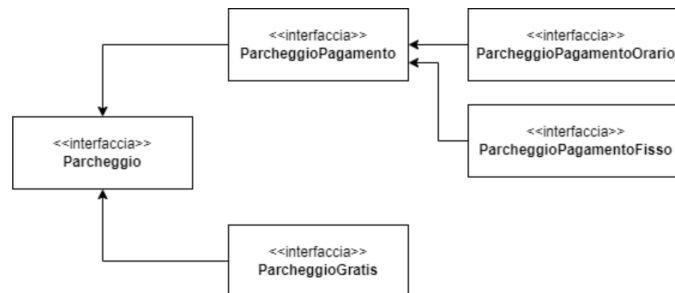 <<interfaccia>>
ParcheggioPagamento
<<interfaccia>>
ParcheggioPagamentoOrario
<<interfaccia>>
ParcheggioPagamentoFisso
<<interfaccia>>
Parcheggio
<<interfaccia>>
ParcheggioGratis